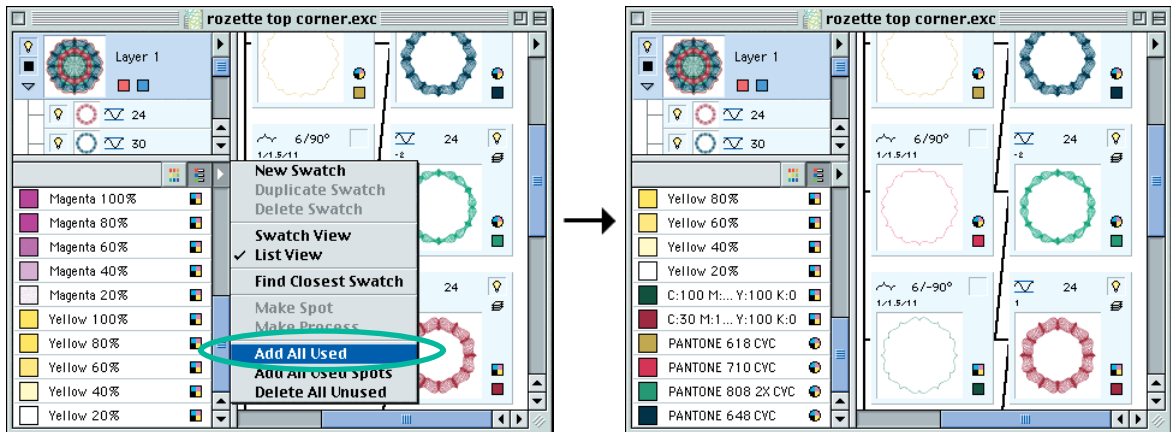 rozette top corner.exc
Layer 1
24
30
24
6/90°
1/1.5/11
24
-2
24
Magenta 100%
Magenta 80%
Magenta 60%
Magenta 40%
Magenta 20%
Yellow 100%
Yellow 80%
Yellow 60%
Yellow 40%
Yellow 20%
New Swatch
Duplicate Swatch
Delete Swatch
Swatch View
✓ List View
Find Closest Swatch
Make Spot
Make Process
Add All Used
Add All Used Spots
Delete All Unused
rozette top corner.exc
Layer 1
24
30
6/90°
1/1.5/11
24
-2
6/-90°
1/1.5/11
24
1
Yellow 80%
Yellow 60%
Yellow 40%
Yellow 20%
C:100 M:... Y:100 K:0
C:30 M:1... Y:100 K:0
PANTONE 618 CVC
PANTONE 710 CVC
PANTONE 808 2X CVC
PANTONE 648 CVC